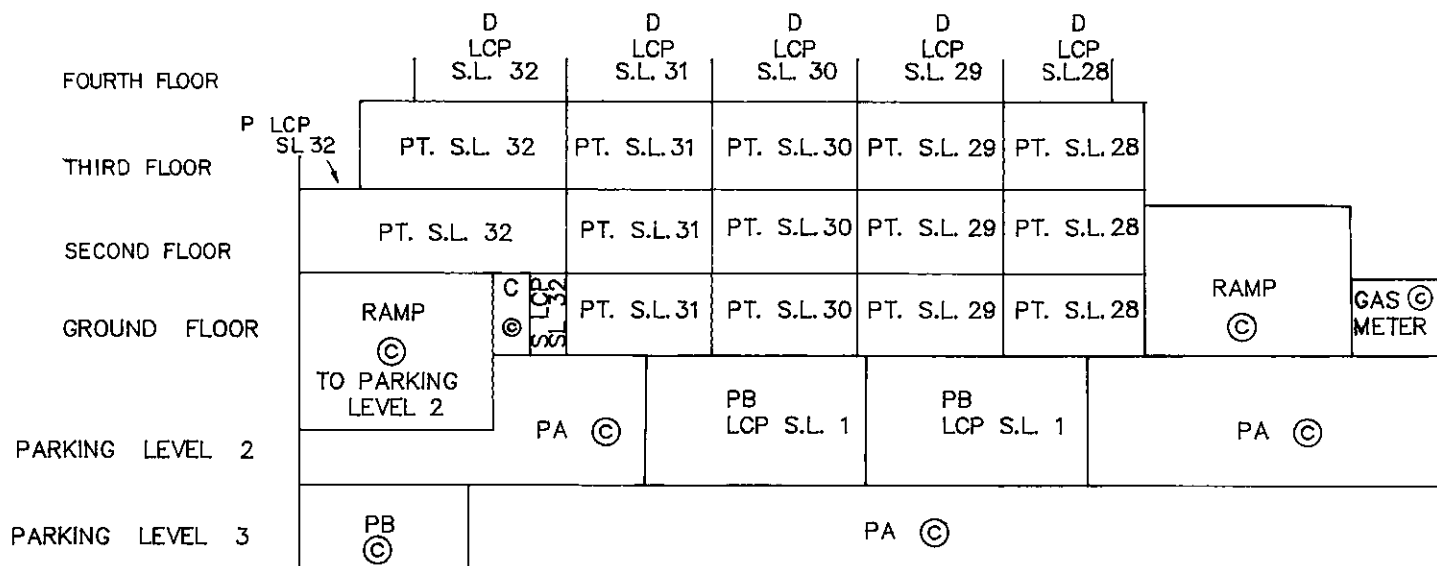 D D D D D
LCP LCP LCP LCP LCP
FOURTH FLOOR S.L. 32 S.L. 31 S.L. 30 S.L. 29 S.L.28
P LCP
SL 32
THIRD FLOOR PT. S.L. 32 PT. S.L.31 PT. S.L.30 PT. S.L. 29 PT. S.L.28
SECOND FLOOR PT. S.L. 32 PT. S.L.31 PT. S.L.30 PT. S.L. 29 PT. S.L.28
GROUND FLOOR
RAMP
Ⓒ
TO PARKING
LEVEL 2
C
Ⓒ
S LCP
SL 32
PT. S.L.31 PT. S.L.30 PT. S.L.29 PT. S.L.28
RAMP
Ⓒ
GAS Ⓒ
METER
PARKING LEVEL 2
PA Ⓒ
PB
LCP S.L. 1
PB
LCP S.L. 1
PA Ⓒ
PARKING LEVEL 3
PB
Ⓒ
PA Ⓒ